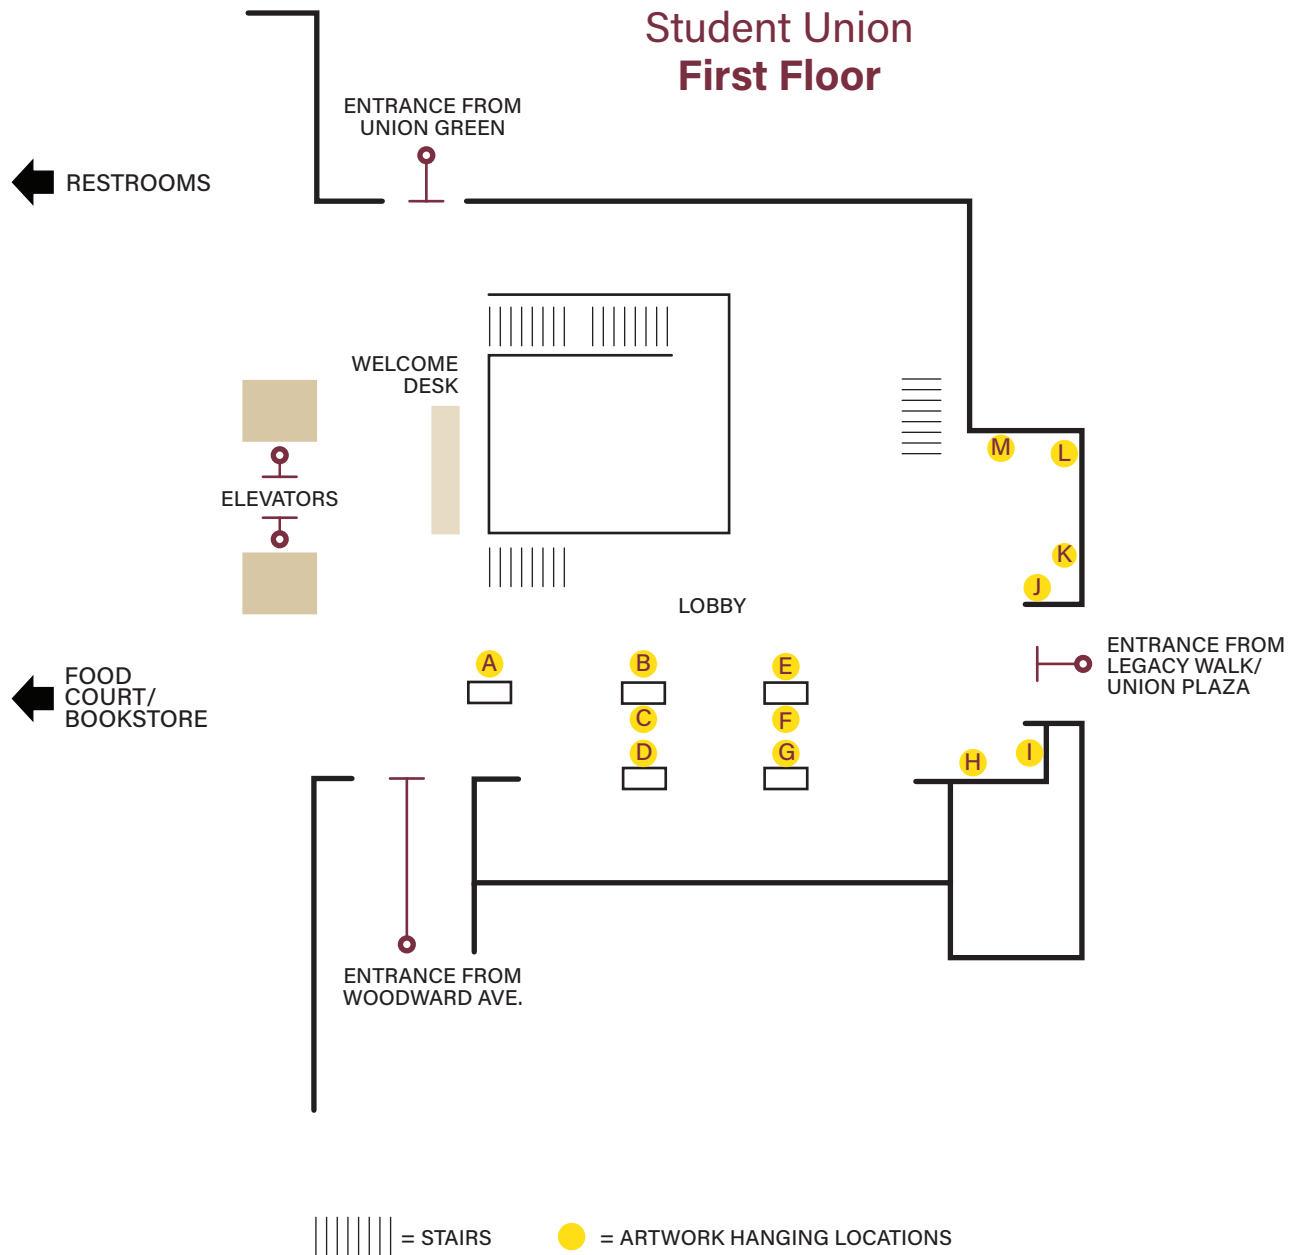 Student Union
First Floor
ENTRANCE FROM
UNION GREEN
RESTROOMS
WELCOME
DESK
ELEVATORS
M
L
K
J
LOBBY
ENTRANCE FROM
LEGACY WALK/
UNION PLAZA
FOOD
COURT/
BOOKSTORE
A
B
E
C
F
D
G
H
I
ENTRANCE FROM
WOODWARD AVE.
= STAIRS
= ARTWORK HANGING LOCATIONS